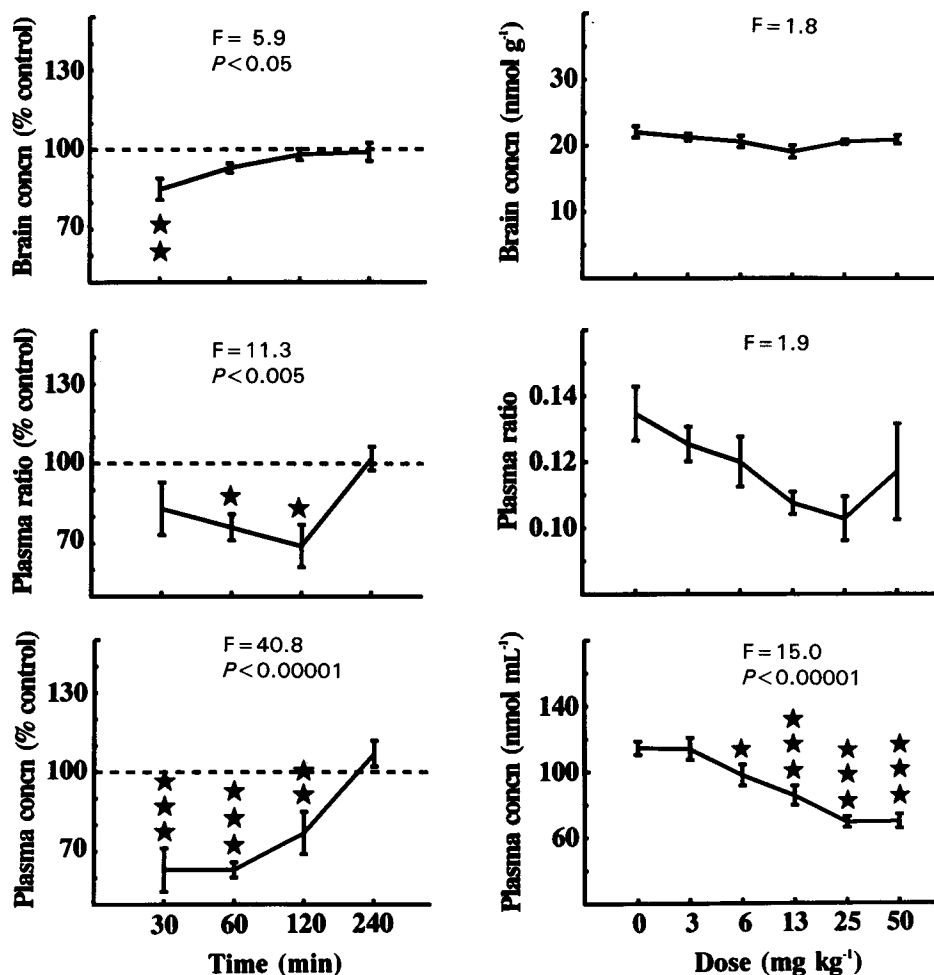 Brain concn (% control)
130
100
70
F= 5.9
P<0.05
★
★
Brain concn (nmol g⁻¹)
30
20
10
F=1.8
Plasma ratio (% control)
130
100
70
F=11.3
P<0.005
★ ★
Plasma ratio
0.14
0.12
0.10
F=1.9
Plasma concn (% control)
130
100
70
F=40.8
P<0.00001
★ ★ ★
★ ★ ★
★ ★
30 60 120 240
Time (min)
Plasma concn (nmol mL⁻¹)
140
100
60
F=15.0
P<0.00001
★ ★ ★ ★
★ ★ ★
★ ★ ★
0 3 6 13 25 50
Dose (mg kg⁻¹)